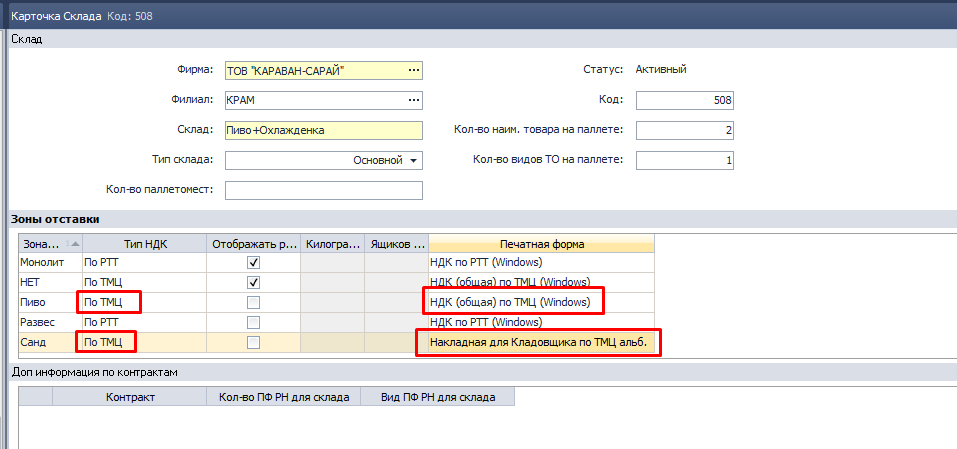 Карточка Склада Код: 508
Склад
Фирма: ТОВ "КАРАВАН-САРАЙ" ... Статус: Активный
Филиал: КРАМ ... Код: 508
Склад: Пиво+Охлажденка Кол-во наим. товара на паллете: 2
Тип склада: Основной Кол-во видов ТО на паллете: 1
Кол-во паллетомест:
Зоны отставки
Зона... Тип НДК Отображать р... Килогра... Ящиков ... Печатная форма
Монолит По РТТ НДК по РТТ (Windows)
НЕТ По ТМЦ НДК (общая) по ТМЦ (Windows)
Пиво По ТМЦ НДК (общая) по ТМЦ (Windows)
Развес По РТТ НДК по РТТ (Windows)
Санд По ТМЦ Накладная для Кладовщика по ТМЦ альб.
Доп информация по контрактам
Контракт Кол-во ПФ РН для склада Вид ПФ РН для склада